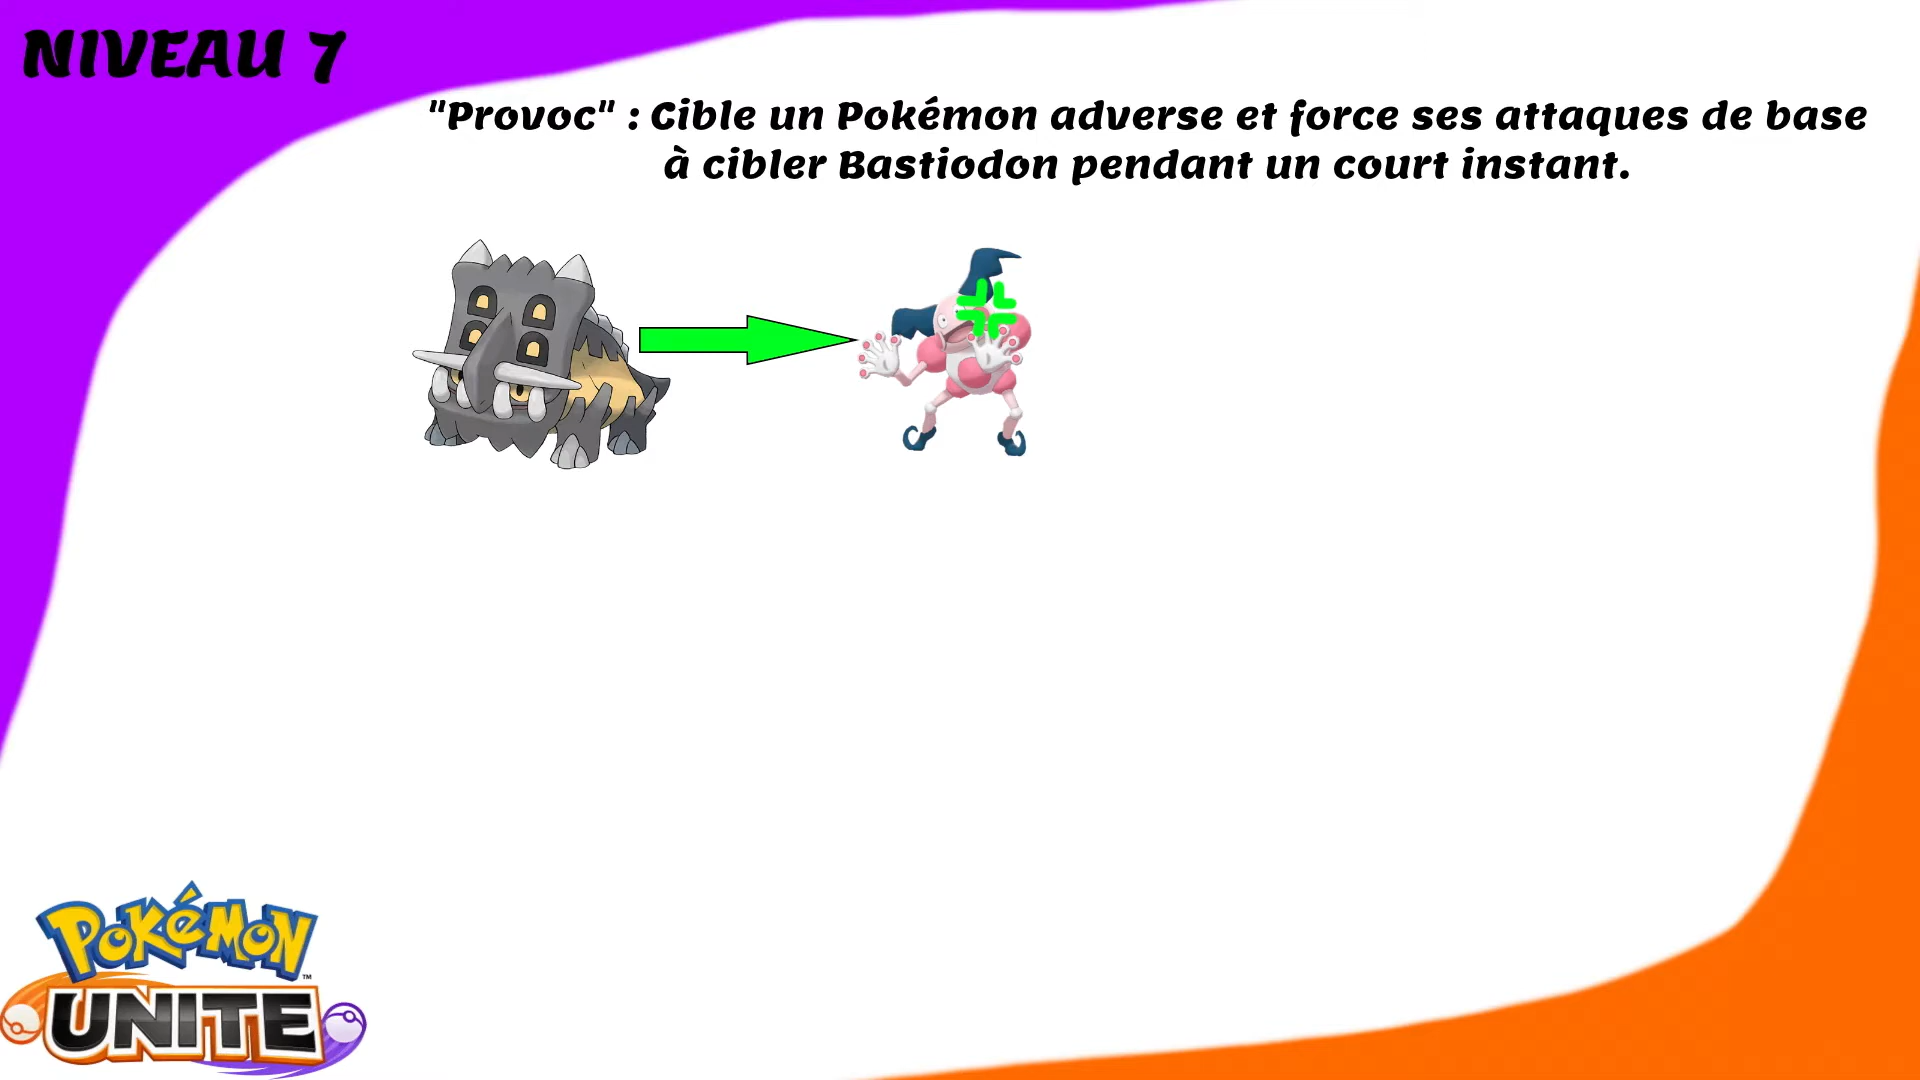 NIVEAU 7
"Provoc" : Cible un Pokémon adverse et force ses attaques de base
à cibler Bastiodon pendant un court instant.
POKéMON
TM
UNITE